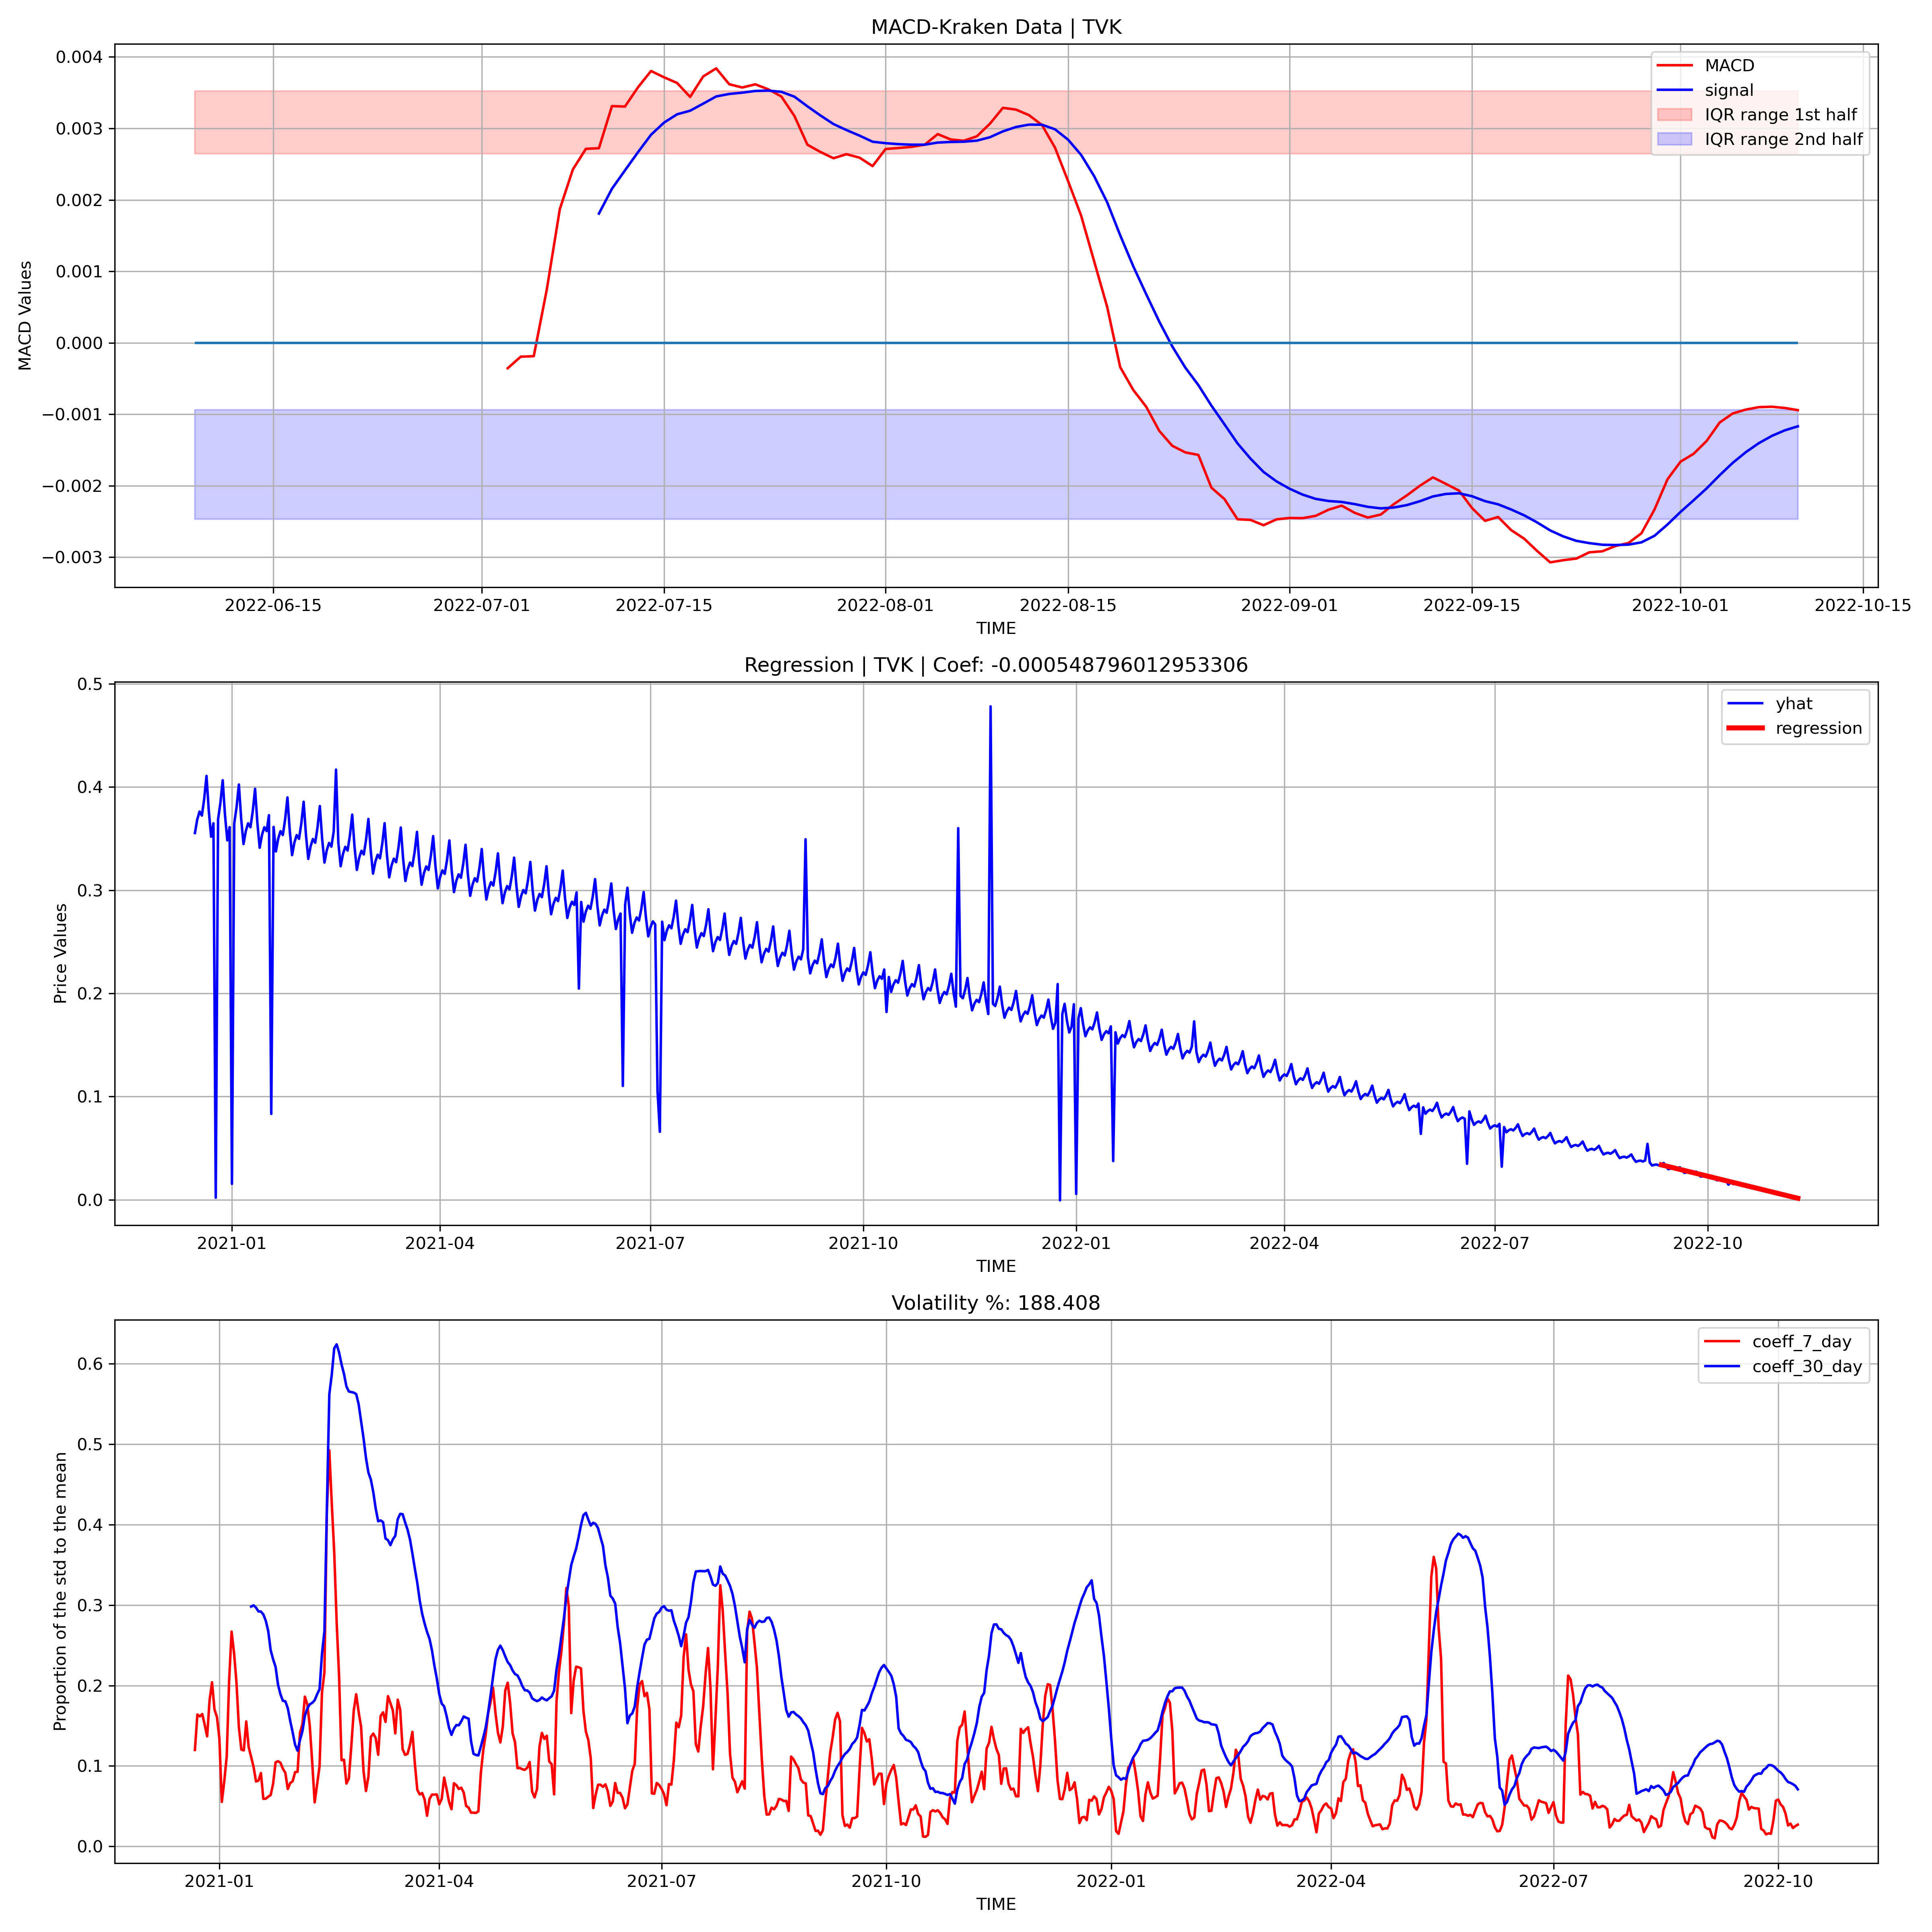 MACD-Kraken Data | TVK
0.004
0.003
0.002
0.001
0.000
−0.001
−0.002
−0.003
MACD Values
MACD
signal
IQR range 1st half
IQR range 2nd half
2022-06-15
2022-07-01
2022-07-15
2022-08-01
2022-08-15
2022-09-01
2022-09-15
2022-10-01
2022-10-15
TIME
Regression | TVK | Coef: -0.000548796012953306
0.5
0.4
0.3
0.2
0.1
0.0
Price Values
yhat
regression
2021-01
2021-04
2021-07
2021-10
2022-01
2022-04
2022-07
2022-10
TIME
Volatility %: 188.408
0.6
0.5
0.4
0.3
0.2
0.1
0.0
Proportion of the std to the mean
coeff_7_day
coeff_30_day
2021-01
2021-04
2021-07
2021-10
2022-01
2022-04
2022-07
2022-10
TIME